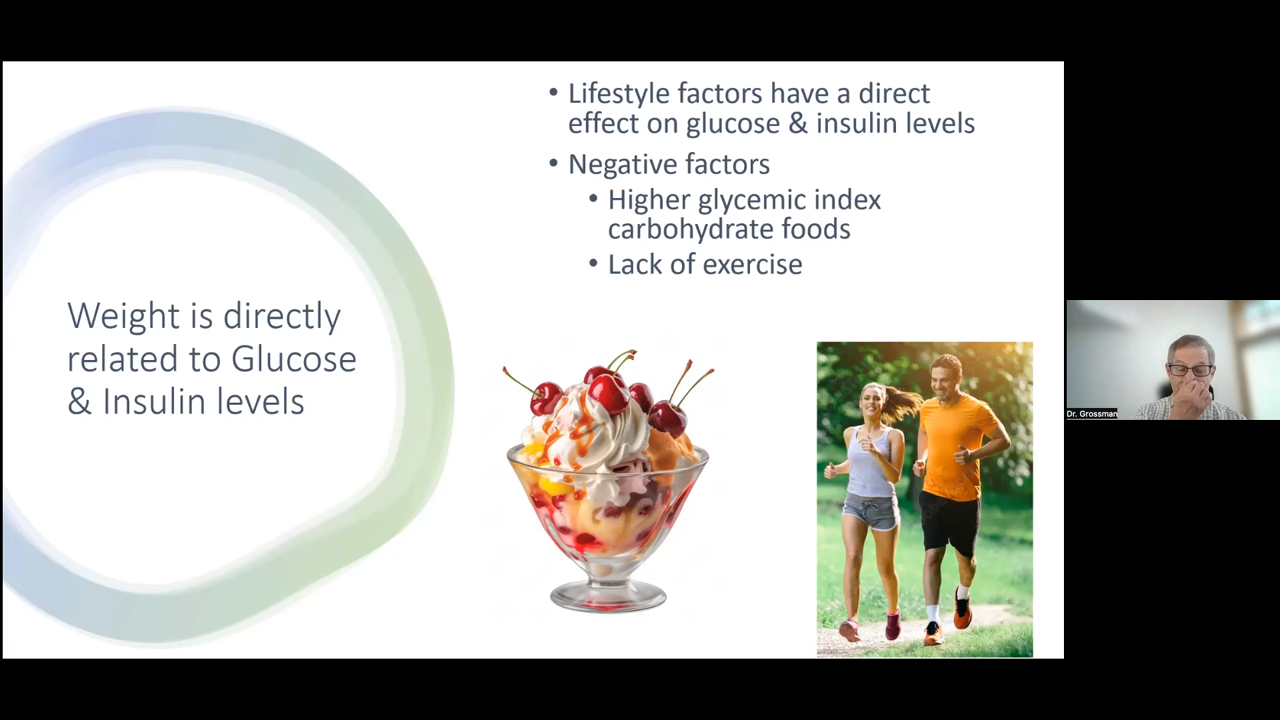 Weight is directly
related to Glucose
& Insulin levels
• Lifestyle factors have a direct
effect on glucose & insulin levels
• Negative factors
• Higher glycemic index
carbohydrate foods
• Lack of exercise
Dr. Grossman